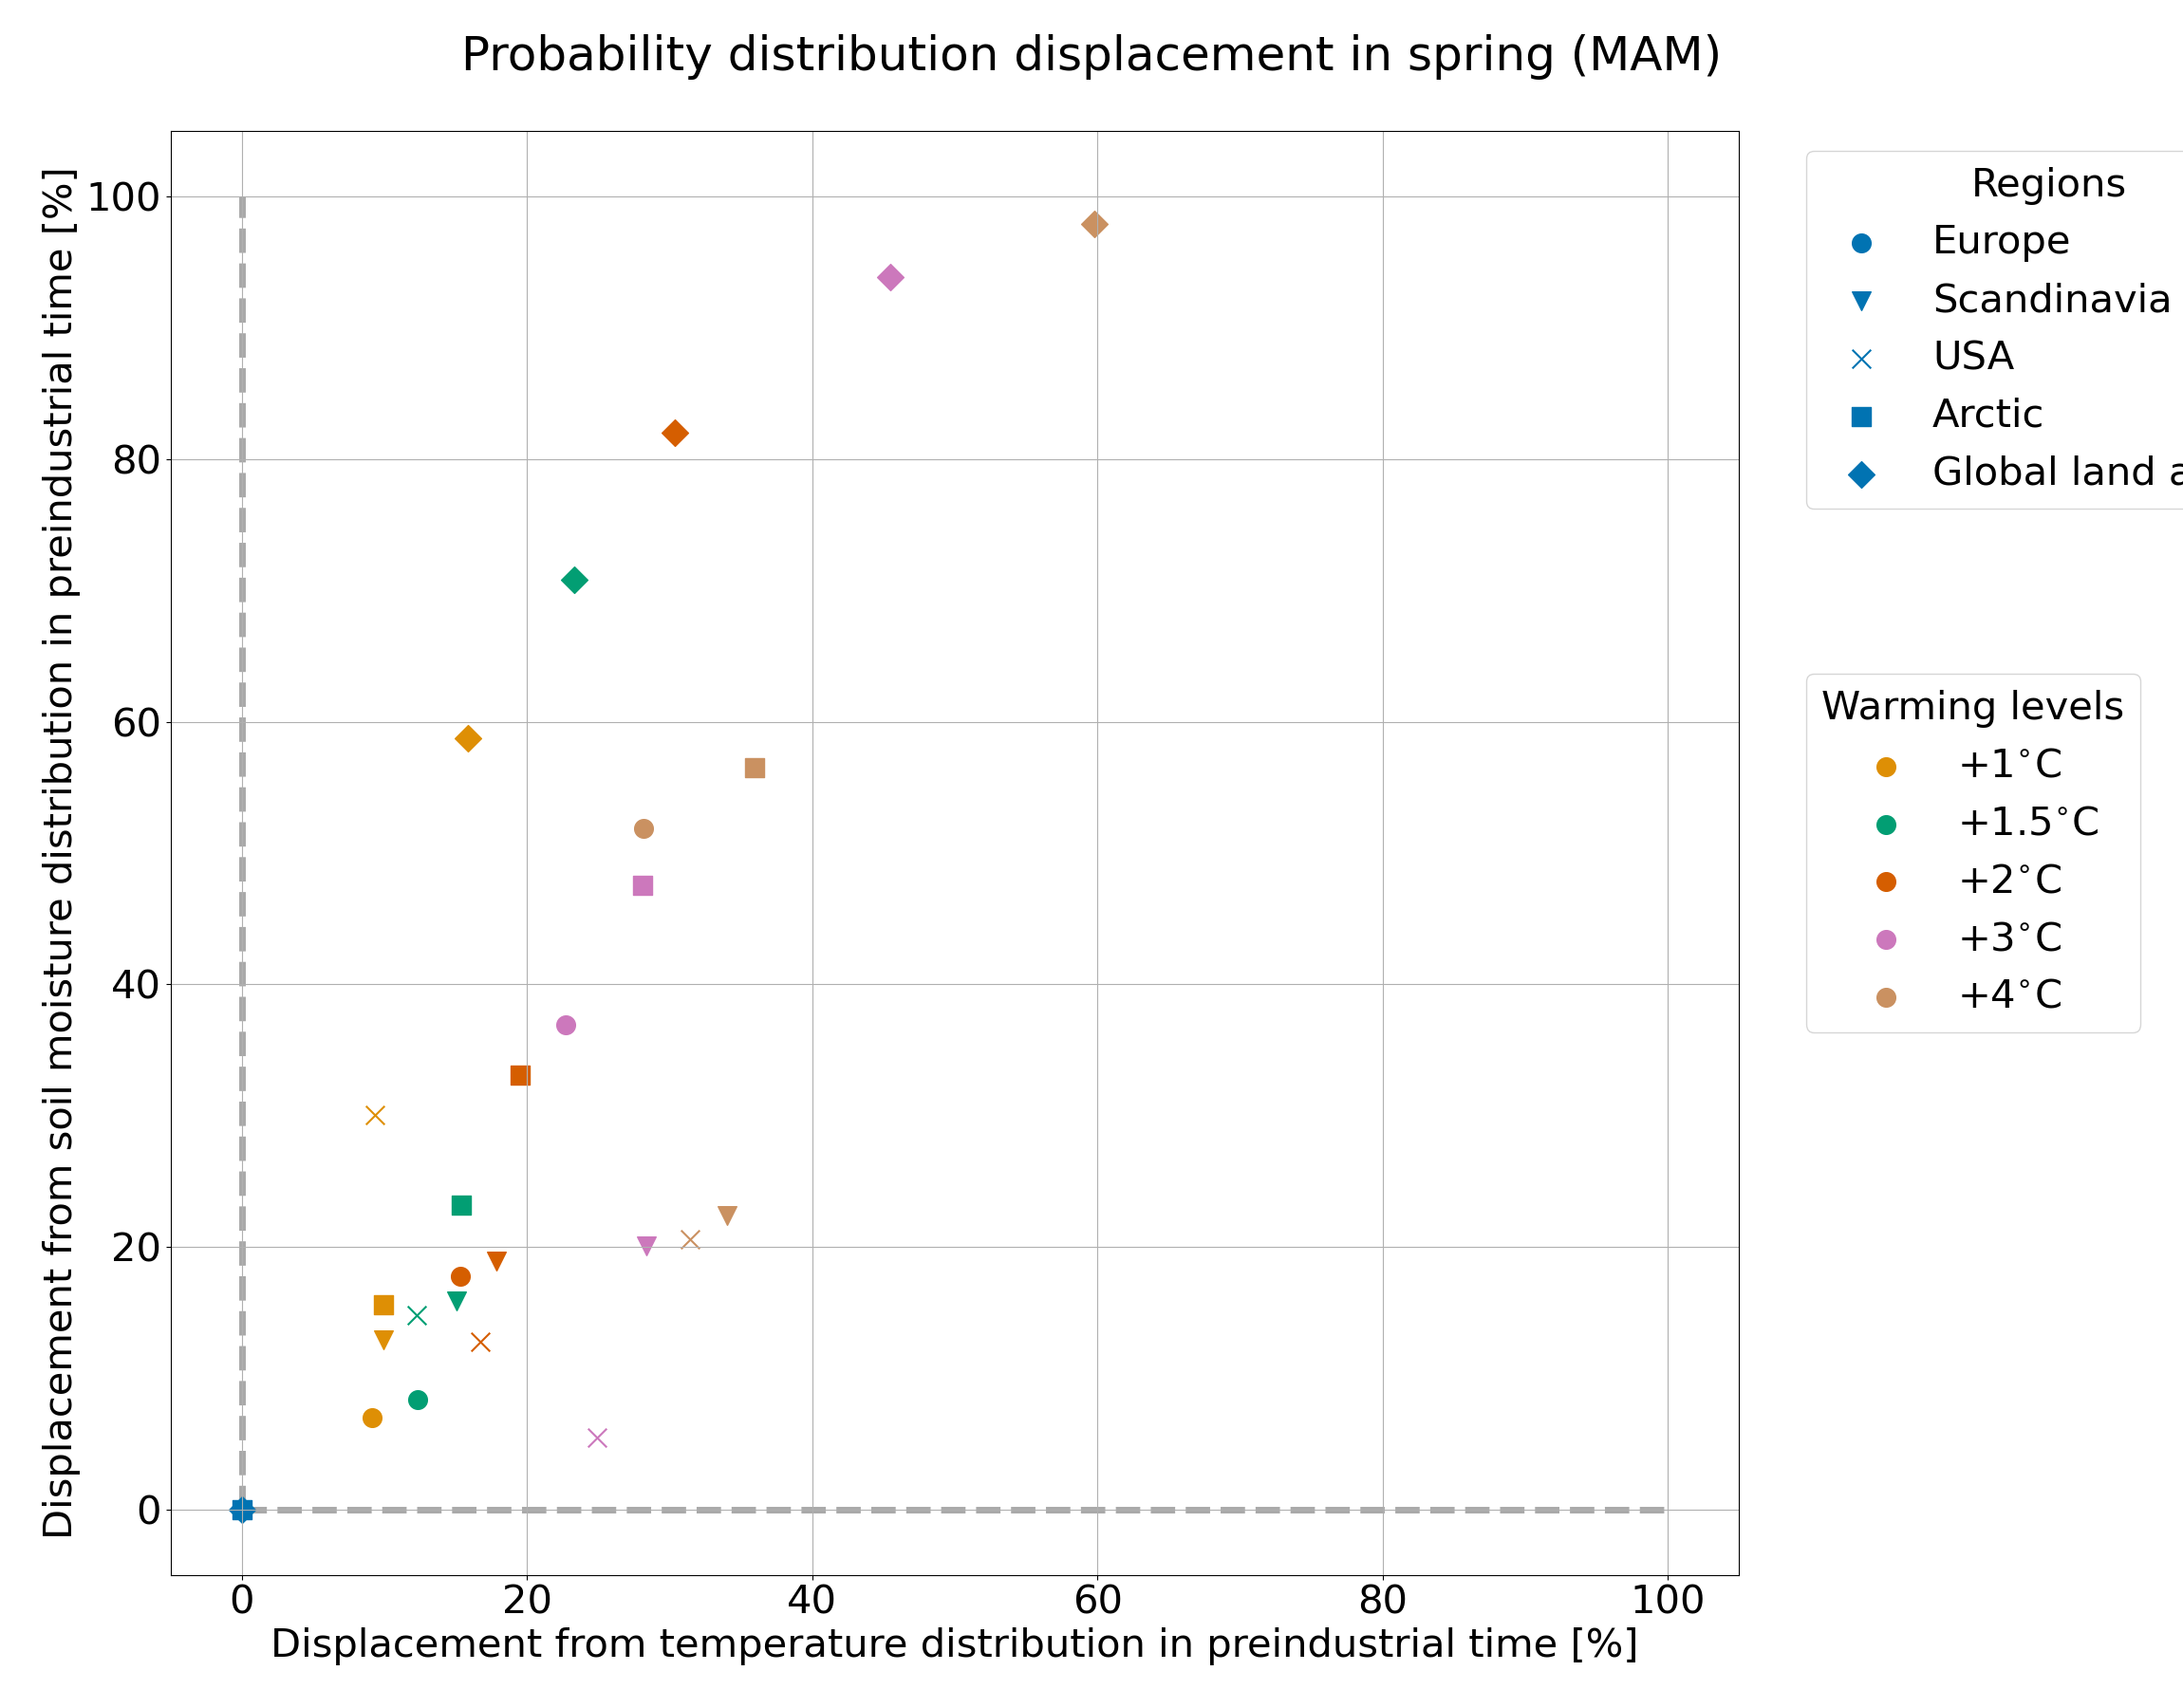 Probability distribution displacement in spring (MAM)
Displacement from soil moisture distribution in preindustrial time [%]
100
80
60
40
20
0
0 20 40 60 80 100
Displacement from temperature distribution in preindustrial time [%]
Regions
Europe
Scandinavia
USA
Arctic
Global land a
Warming levels
+1°C
+1.5°C
+2°C
+3°C
+4°C